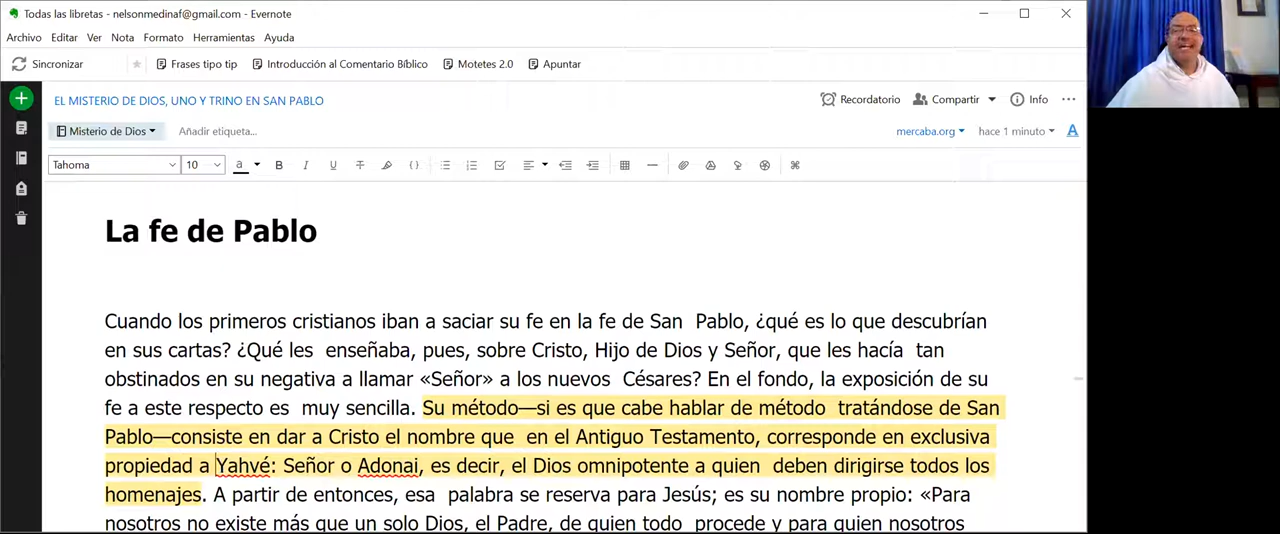 Todas las libretas - nelsonmedinaf@gmail.com - Evernote
Archivo Editar Ver Nota Formato Herramientas Ayuda
Sincronizar Frases tipo tip Introducción al Comentario Bíblico Motetes 2.0 Apuntar
EL MISTERIO DE DIOS, UNO Y TRINO EN SAN PABLO Recordatorio Compartir Info
Misterio de Dios Añadir etiqueta... mercaba.org hace 1 minuto A
Tahoma 10 a B I U T
La fe de Pablo
Cuando los primeros cristianos iban a saciar su fe en la fe de San Pablo, ¿qué es lo que descubrían
en sus cartas? ¿Qué les enseñaba, pues, sobre Cristo, Hijo de Dios y Señor, que les hacía tan
obstinados en su negativa a llamar «Señor» a los nuevos Césares? En el fondo, la exposición de su
fe a este respecto es muy sencilla. Su método—si es que cabe hablar de método tratándose de San
Pablo—consiste en dar a Cristo el nombre que en el Antiguo Testamento, corresponde en exclusiva
propiedad a Yahvé: Señor o Adonai, es decir, el Dios omnipotente a quien deben dirigirse todos los
homenajes. A partir de entonces, esa palabra se reserva para Jesús; es su nombre propio: «Para
nosotros no existe más que un solo Dios, el Padre, de quien todo procede y para quien nosotros